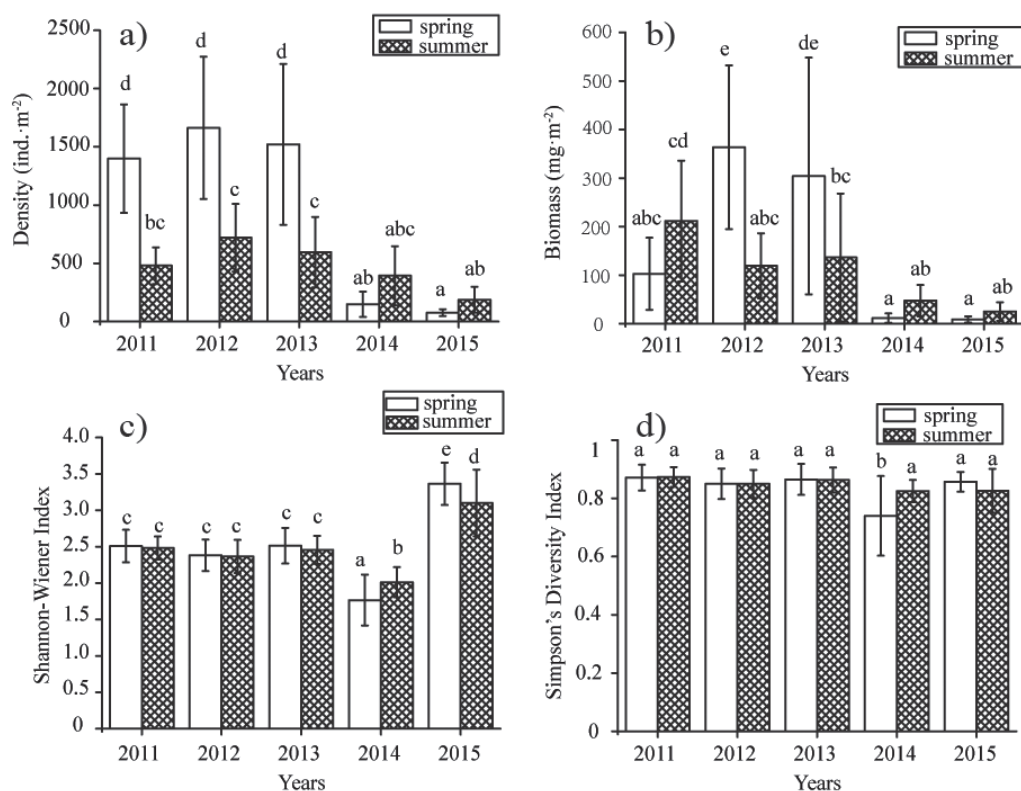 a)
spring
summer
Density (ind.·m⁻²)
2500
2000
1500
1000
500
0
d
bc
d
c
d
c
ab
abc
a
ab
2011 2012 2013 2014 2015
Years
b)
spring
summer
Biomass (mg·m⁻²)
600
500
400
300
200
100
0
abc
cd
e
abc
de
bc
a
ab
a
ab
2011 2012 2013 2014 2015
Years
c)
spring
summer
Shannon-Wiener Index
4.0
3.5
3.0
2.5
2.0
1.5
1.0
0.5
0
c
c
c
c
c
c
a
b
e
d
2011 2012 2013 2014 2015
Years
d)
spring
summer
Simpson's Diversity Index
1
0.8
0.6
0.4
0.2
0
a
a
a
a
a
a
b
a
a
a
2011 2012 2013 2014 2015
Years